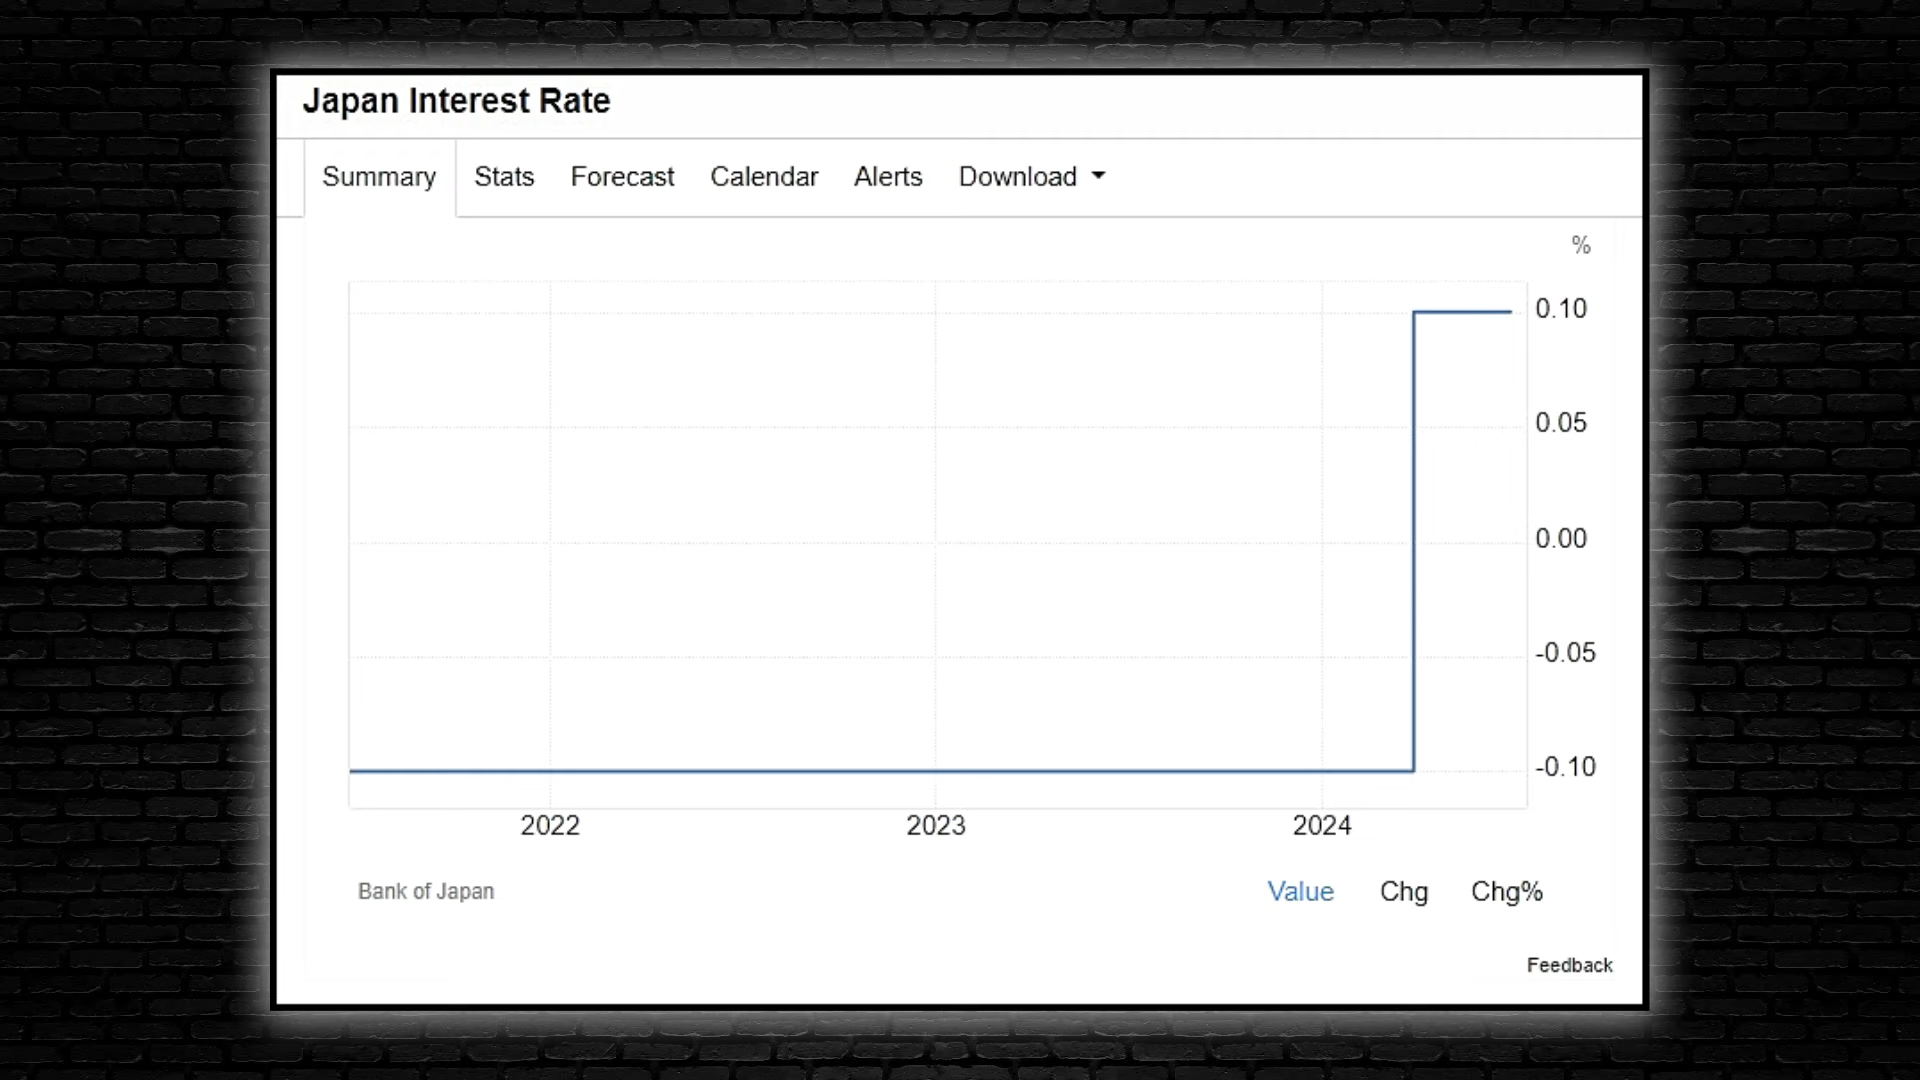 Japan Interest Rate
Summary Stats Forecast Calendar Alerts Download
%
0.10
0.05
0.00
-0.05
-0.10
2022 2023 2024
Bank of Japan Value Chg Chg%
Feedback